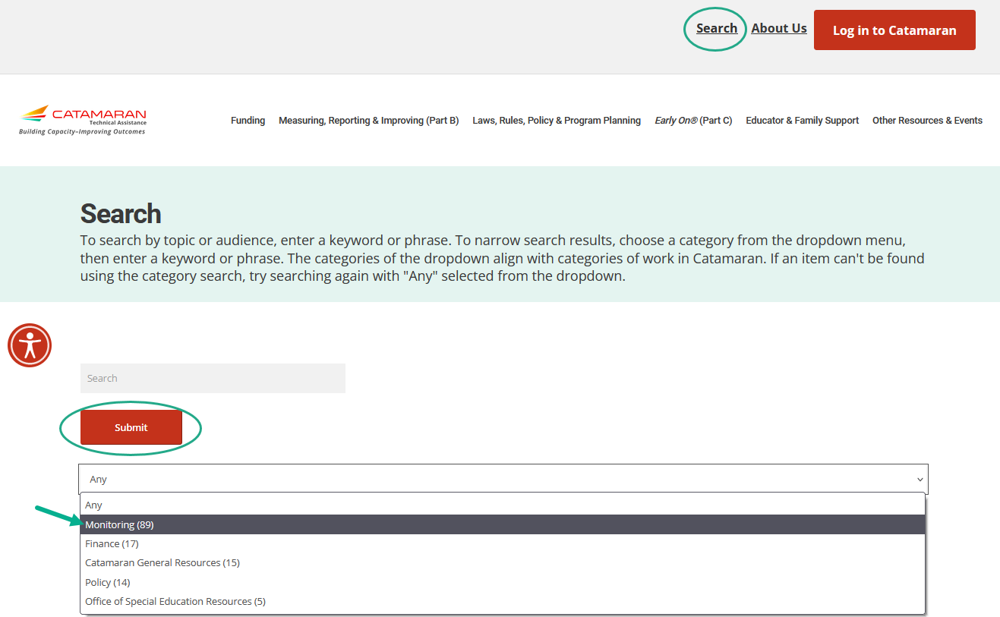 Search About Us Log in to Catamaran
CATAMARAN
Technical Assistance
Building Capacity–Improving Outcomes
Funding Measuring, Reporting & Improving (Part B) Laws, Rules, Policy & Program Planning Early On® (Part C) Educator & Family Support Other Resources & Events
Search
To search by topic or audience, enter a keyword or phrase. To narrow search results, choose a category from the dropdown menu,
then enter a keyword or phrase. The categories of the dropdown align with categories of work in Catamaran. If an item can't be found
using the category search, try searching again with "Any" selected from the dropdown.
Search
Submit
Any
Any
Monitoring (89)
Finance (17)
Catamaran General Resources (15)
Policy (14)
Office of Special Education Resources (5)